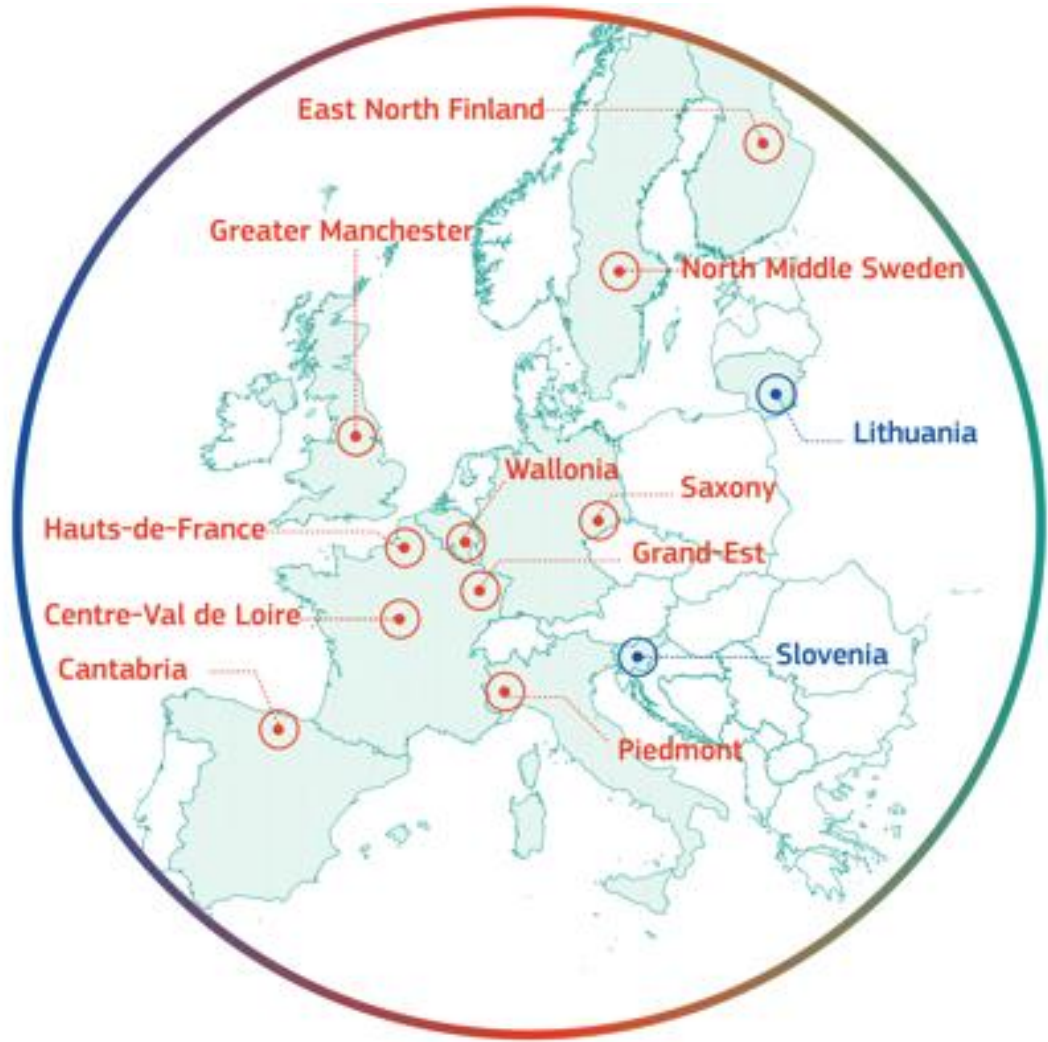 East North Finland
Greater Manchester
North Middle Sweden
Lithuania
Wallonia
Saxony
Hauts-de-France
Grand-Est
Centre-Val de Loire
Slovenia
Cantabria
Piedmont